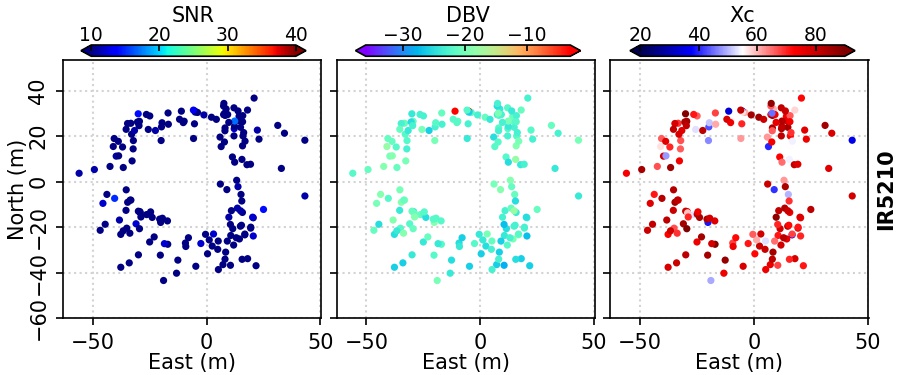 SNR DBV Xc
10 20 30 40 −30 −20 −10 20 40 60 80
40
20
0
−20
−40
−60
North (m)
IR5210
−50 0 50 −50 0 50 −50 0 50
East (m) East (m) East (m)